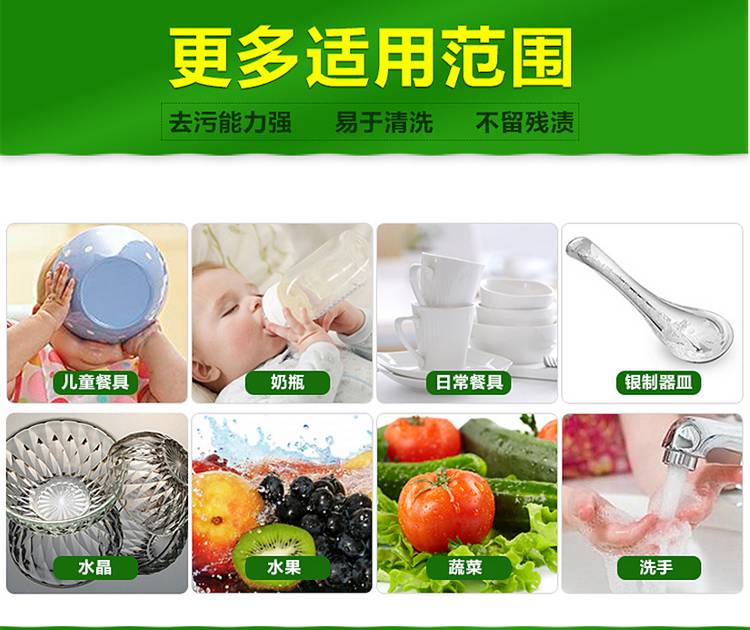 更多适用范围
去污能力强 易于清洗 不留残渍
儿童餐具 奶瓶 日常餐具 银制器皿
水晶 水果 蔬菜 洗手